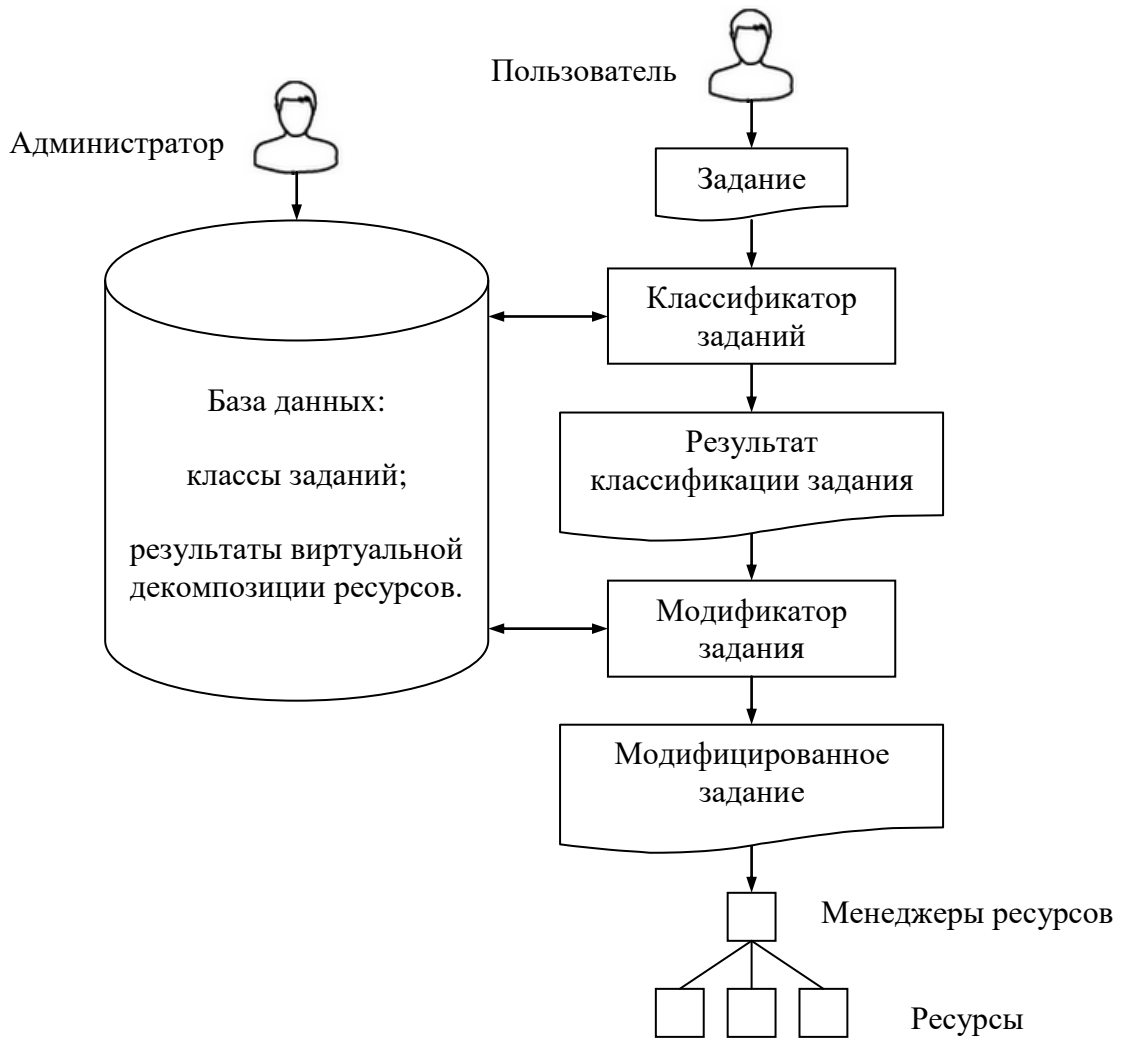 Пользователь
Администратор
Задание
Классификатор
заданий
База данных:
классы заданий;
результаты виртуальной
декомпозиции ресурсов.
Результат
классификации задания
Модификатор
задания
Модифицированное
задание
Менеджеры ресурсов
Ресурсы